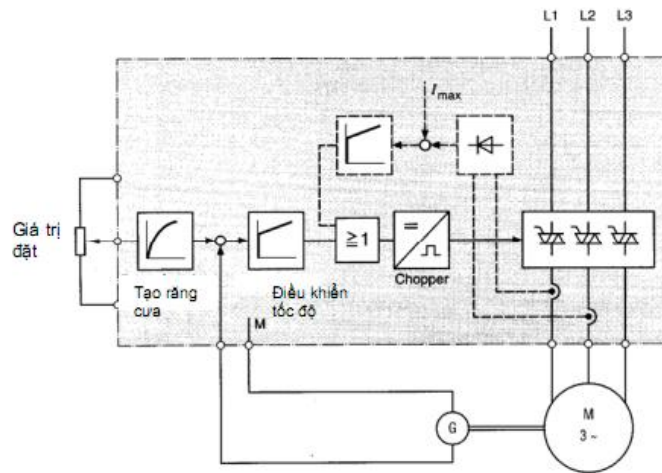 L1 L2 L3
Imax
Giá trị
đặt
≧1
Chopper
Tạo răng
cưa
Điều khiển
tốc độ
M
G
M
3 ~